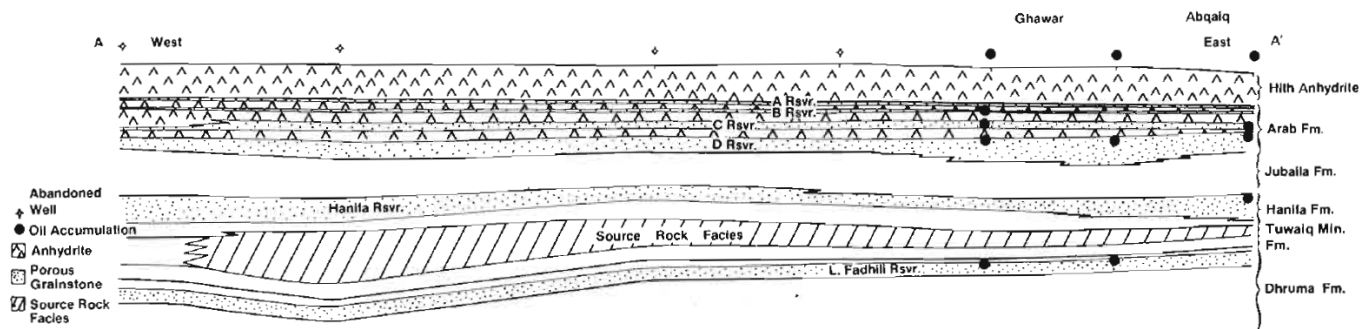 Ghawar Abqaiq
A West East A'
Hith Anhydrite
A Rsvr.
B Rsvr.
C Rsvr.
Arab Fm.
D Rsvr.
Jubaila Fm.
Abandoned
Well
Hanifa Rsvr.
Hanifa Fm.
Oil Accumulation
Source Rock Facies
Tuwaiq Mtn.
Fm.
Anhydrite
L. Fadhili Rsvr.
Porous
Grainstone
Dhruma Fm.
Source Rock
Facies